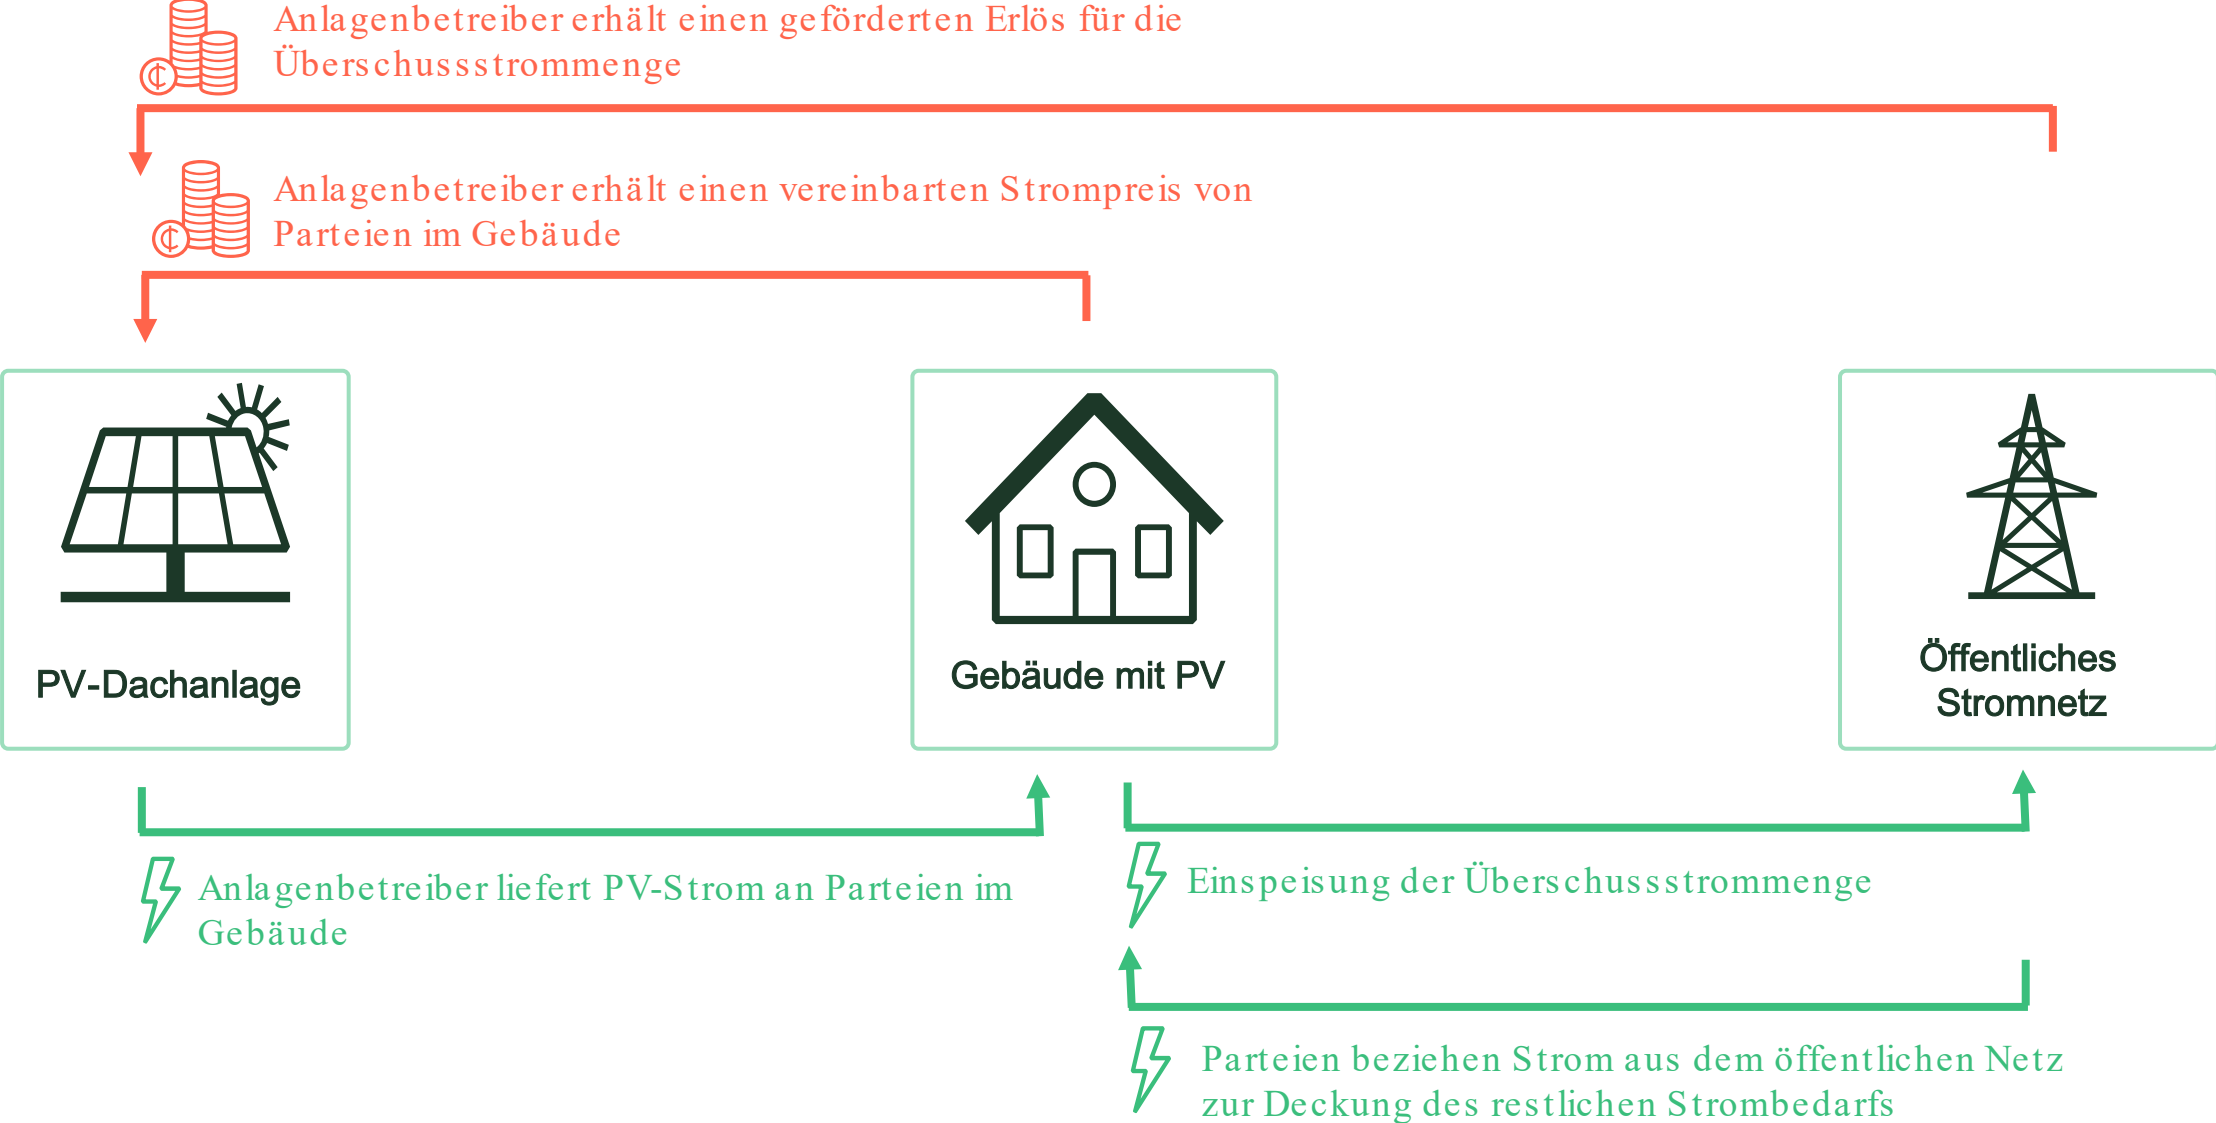 Anlagenbetreiber erhält einen geförderten Erlös für die
Überschussstrommenge
Anlagenbetreiber erhält einen vereinbarten Strompreis von
Parteien im Gebäude
PV-Dachanlage
Gebäude mit PV
Öffentliches
Stromnetz
Anlagenbetreiber liefert PV-Strom an Parteien im
Gebäude
Einspeisung der Überschussstrommenge
Parteien beziehen Strom aus dem öffentlichen Netz
zur Deckung des restlichen Strombedarfs